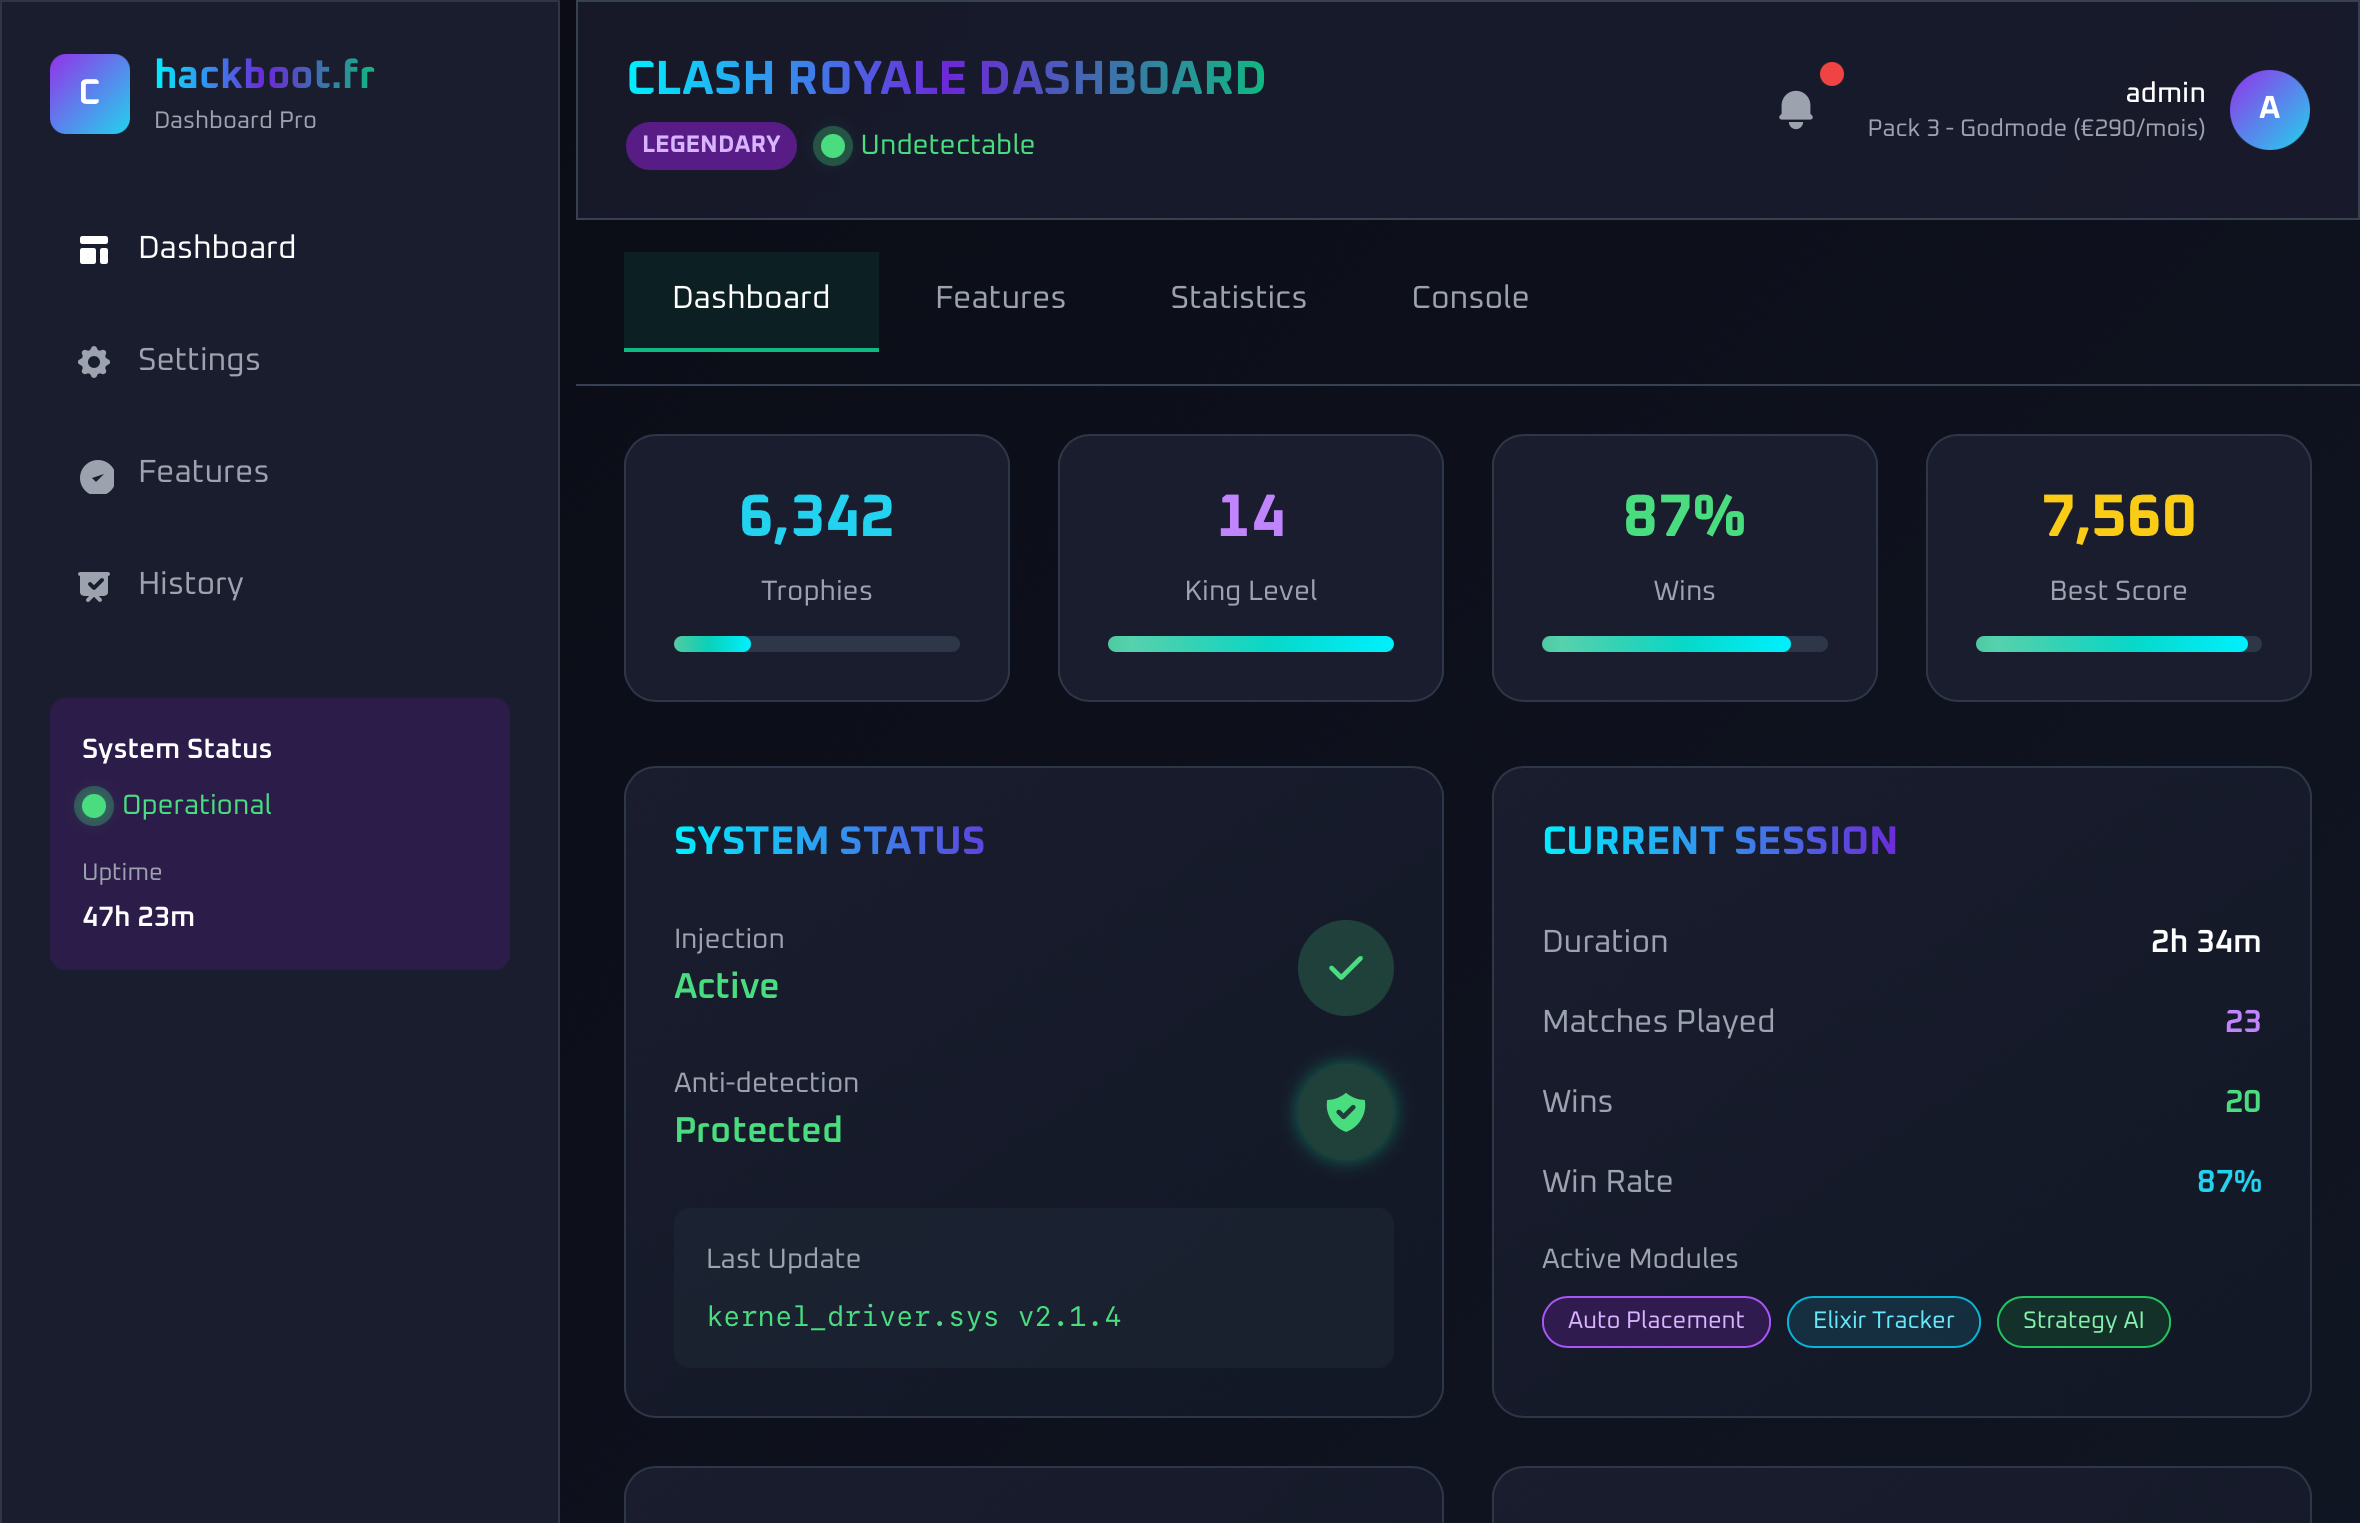 C
hackboot.fr
Dashboard Pro
Dashboard
Settings
Features
History
System Status
Operational
Uptime
47h 23m
CLASH ROYALE DASHBOARD
LEGENDARY
Undetectable
admin
Pack 3 - Godmode (€290/mois)
A
Dashboard
Features
Statistics
Console
6,342
Trophies
14
King Level
87%
Wins
7,560
Best Score
SYSTEM STATUS
Injection
Active
Anti-detection
Protected
Last Update
kernel_driver.sys v2.1.4
CURRENT SESSION
Duration 2h 34m
Matches Played 23
Wins 20
Win Rate 87%
Active Modules
Auto Placement
Elixir Tracker
Strategy AI